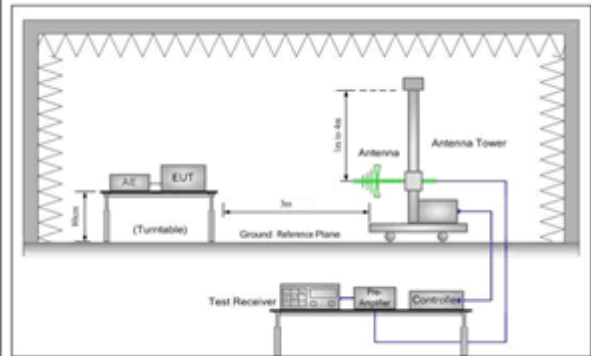 1m to 4m
Antenna
Antenna Tower
AE
EUT
80cm
(Turntable)
3m
Ground Reference Plane
Test Receiver
Pre-
Amplifier
Controller